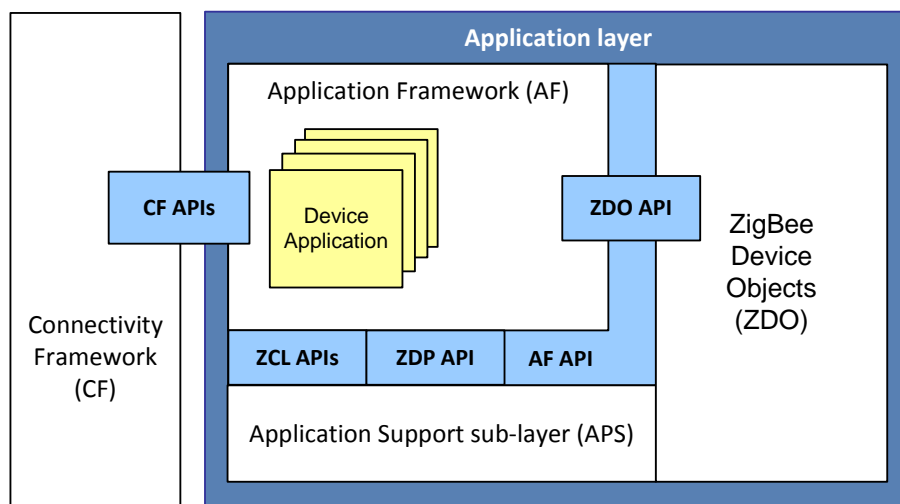 Application layer
Application Framework (AF)
CF APIs
Device
Application
ZDO API
ZigBee
Device
Objects
(ZDO)
Connectivity
Framework
(CF)
ZCL APIs
ZDP API
AF API
Application Support sub-layer (APS)